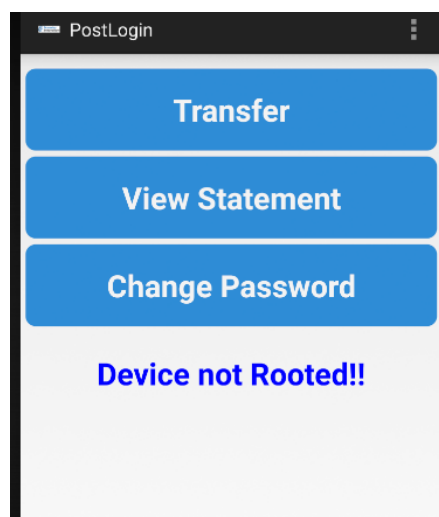 PostLogin
Transfer
View Statement
Change Password
Device not Rooted!!